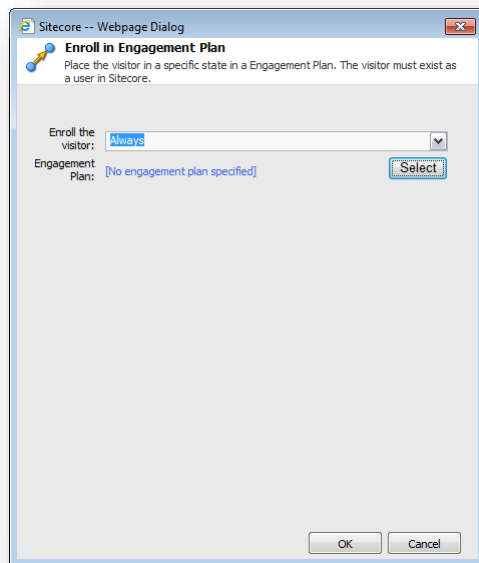 Sitecore -- Webpage Dialog
Enroll in Engagement Plan
Place the visitor in a specific state in a Engagement Plan. The visitor must exist as
a user in Sitecore.
Enroll the
visitor:
Always
Engagement
Plan:
[No engagement plan specified]
Select
OK
Cancel